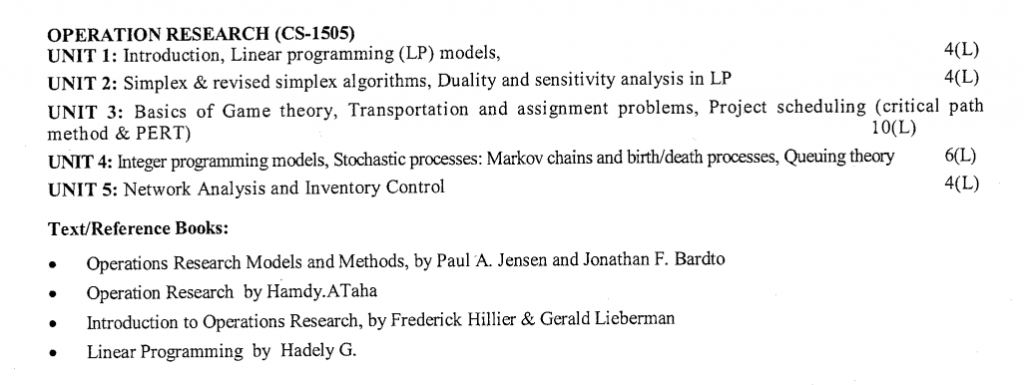 OPERATION RESEARCH (CS-1505)
UNIT 1: Introduction, Linear programming (LP) models, 4(L)
UNIT 2: Simplex & revised simplex algorithms, Duality and sensitivity analysis in LP 4(L)
UNIT 3: Basics of Game theory, Transportation and assignment problems, Project scheduling (critical path
method & PERT) 10(L)
UNIT 4: Integer programming models, Stochastic processes: Markov chains and birth/death processes, Queuing theory 6(L)
UNIT 5: Network Analysis and Inventory Control 4(L)
Text/Reference Books:
• Operations Research Models and Methods, by Paul A. Jensen and Jonathan F. Bardto
• Operation Research by Hamdy.ATaha
• Introduction to Operations Research, by Frederick Hillier & Gerald Lieberman
• Linear Programming by Hadely G.